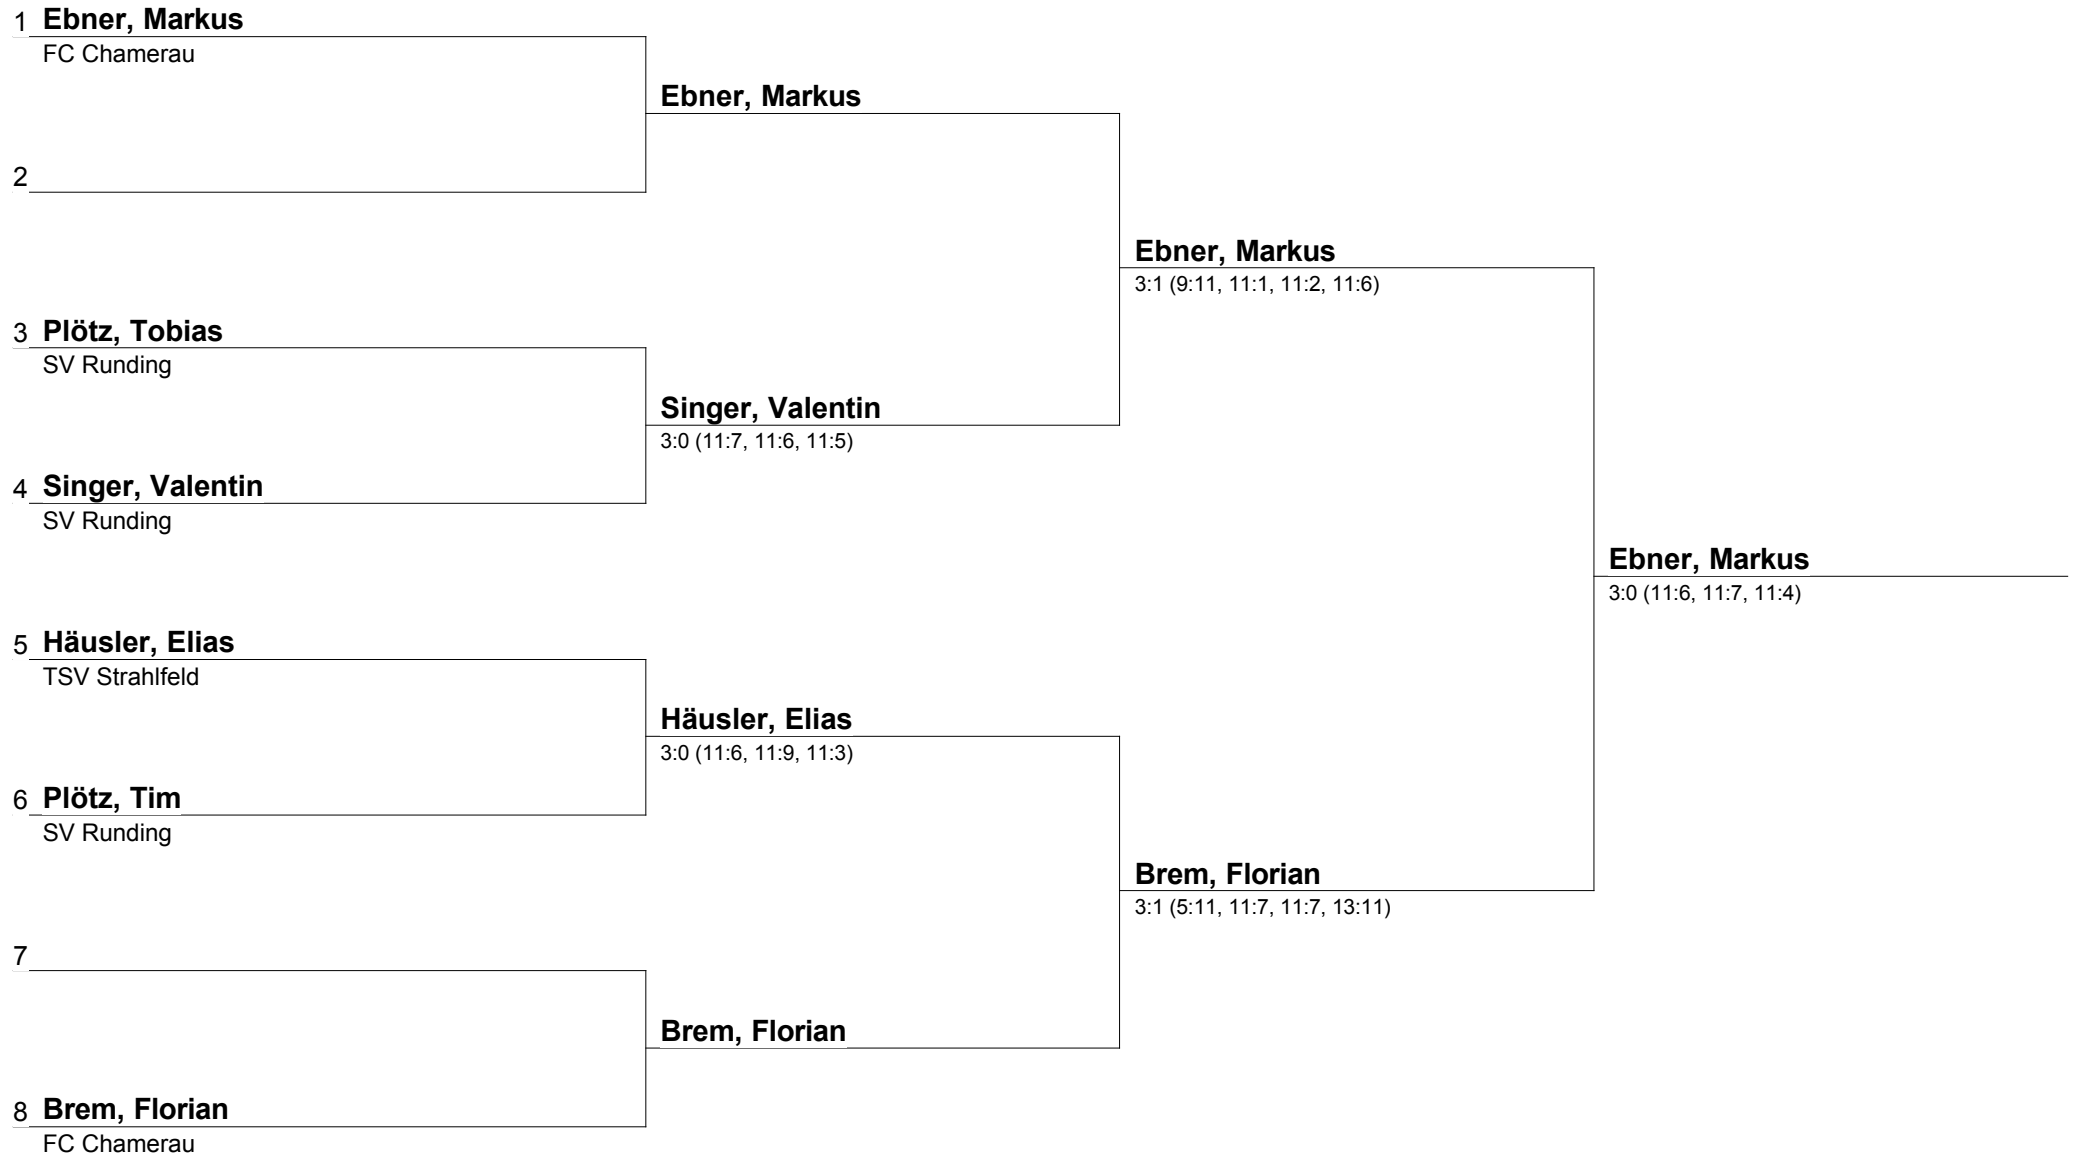 1 Ebner, Markus
FC Chamerau
Ebner, Markus
2
Ebner, Markus
3:1 (9:11, 11:1, 11:2, 11:6)
3 Plötz, Tobias
SV Runding
Singer, Valentin
3:0 (11:7, 11:6, 11:5)
4 Singer, Valentin
SV Runding
Ebner, Markus
3:0 (11:6, 11:7, 11:4)
5 Häusler, Elias
TSV Strahlfeld
Häusler, Elias
3:0 (11:6, 11:9, 11:3)
6 Plötz, Tim
SV Runding
Brem, Florian
3:1 (5:11, 11:7, 11:7, 13:11)
7
Brem, Florian
8 Brem, Florian
FC Chamerau